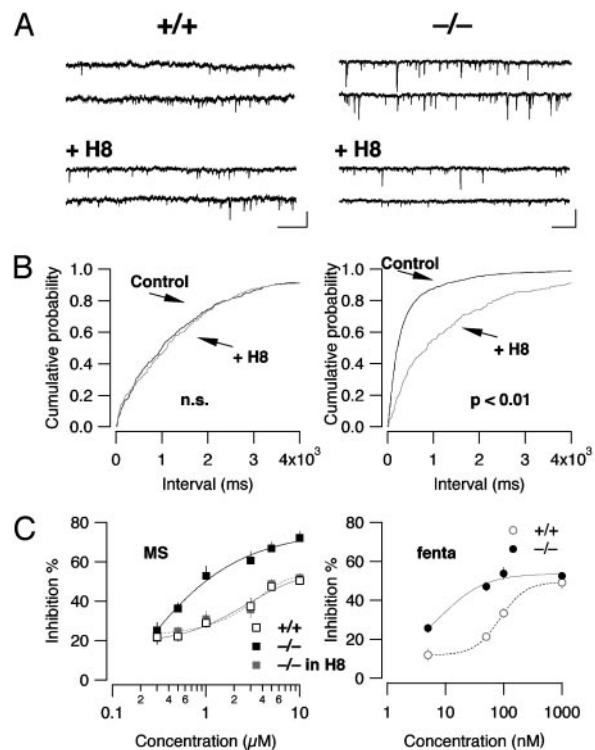 A
+/+
–/–
+ H8
+ H8
B
Cumulative probability
1.0
0.8
0.6
0.4
0.2
0.0
Control
+ H8
n.s.
0
1
2
3
4x10³
Interval (ms)
Cumulative probability
1.0
0.8
0.6
0.4
0.2
0.0
Control
+ H8
p < 0.01
0
1
2
3
4x10³
Interval (ms)
C
Inhibition %
80
60
40
20
0
MS
+/+
–/–
–/– in H8
0.1
2
4
6
1
2
4
6
10
Concentration (µM)
Inhibition %
80
60
40
20
0
fenta
+/+
–/–
1
10
100
1000
Concentration (nM)